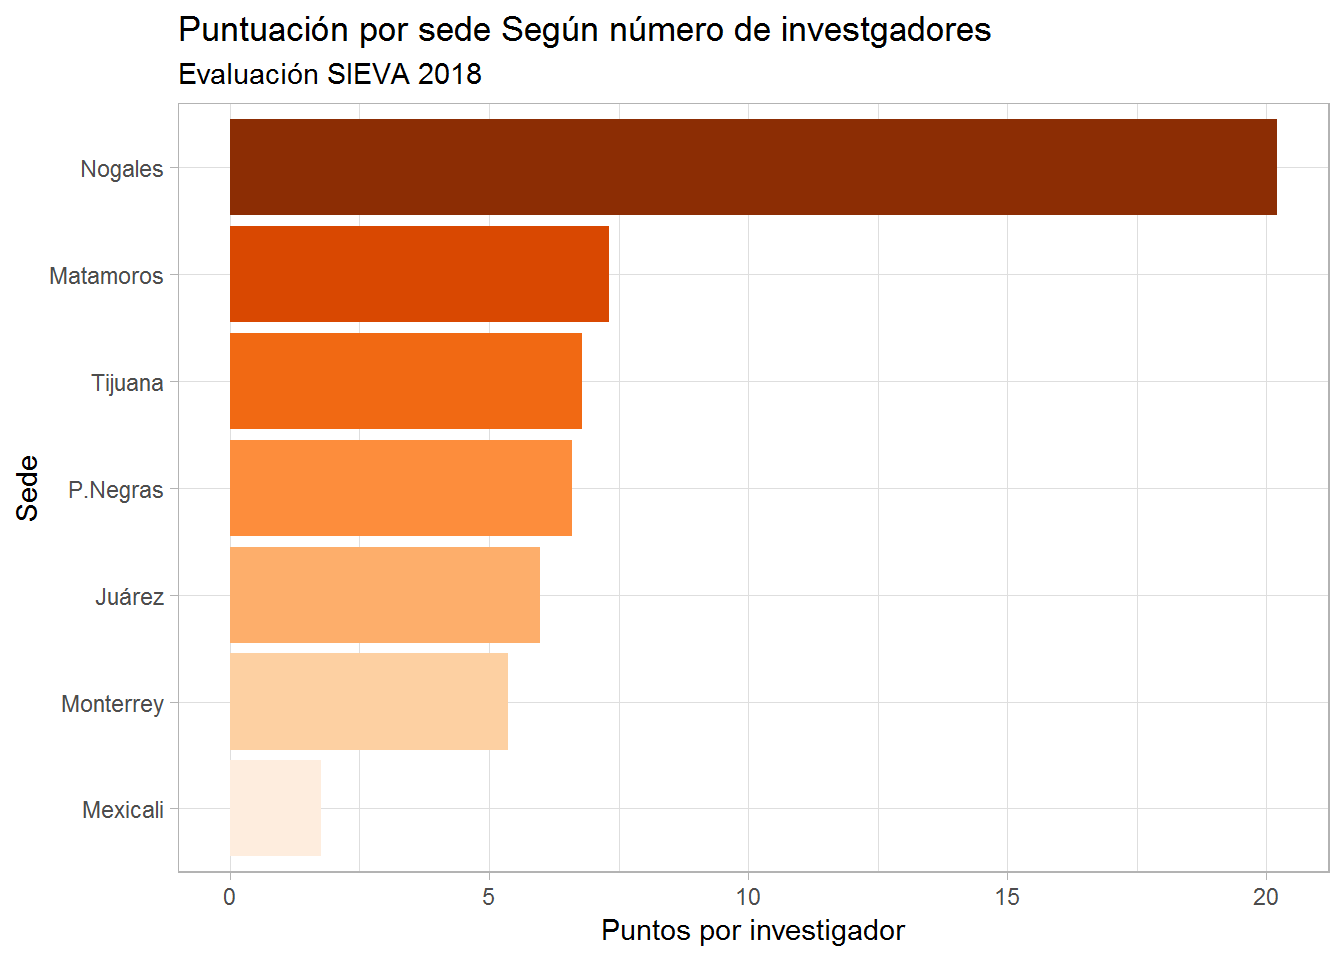 Puntuación por sede Según número de investgadores
Evaluación SIEVA 2018
Nogales
Matamoros
Tijuana
P.Negras
Juárez
Monterrey
Mexicali
Sede
0 5 10 15 20
Puntos por investigador